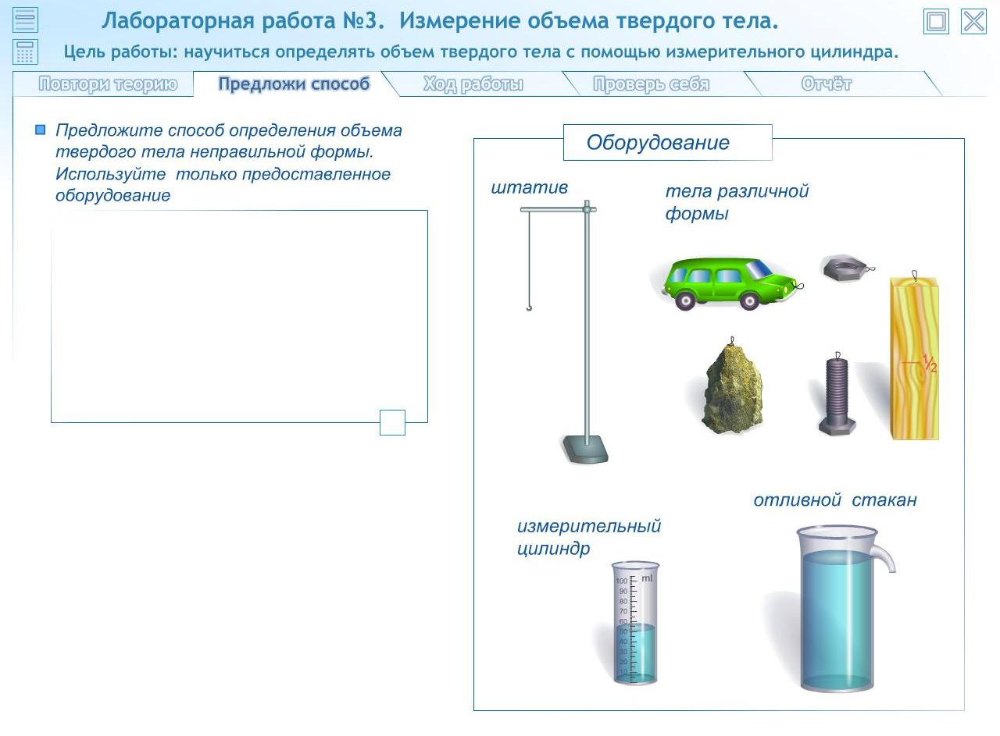 Лабораторная работа №3. Измерение объема твердого тела.
Цель работы: научиться определять объем твердого тела с помощью измерительного цилиндра.
Повтори теорию
Предложи способ
Ход работы
Проверь себя
Отчёт
Предложите способ определения объема
твердого тела неправильной формы.
Используйте только предоставленное
оборудование
Оборудование
штатив
тела различной
формы
1/2
отливной стакан
измерительный
цилиндр
ml
100
90
80
70
60
50
40
30
20
10